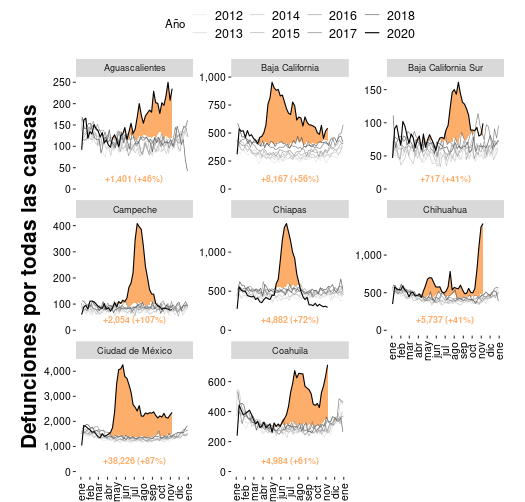 Año
2012 2014 2016 2018
2013 2015 2017 2020
Defunciones por todas las causas
Aguascalientes
250
200
150
100
50
0
+1,401 (+46%)
Baja California
1,000
750
500
250
0
+8,167 (+56%)
Baja California Sur
150
100
50
0
+717 (+41%)
Campeche
400
300
200
100
0
+2,054 (+107%)
Chiapas
1,000
500
0
+4,882 (+72%)
Chihuahua
1,000
500
0
+5,737 (+41%)
ene feb mar abr may jun jul ago sep oct nov dic ene
Ciudad de México
4,000
3,000
2,000
1,000
0
+38,226 (+87%)
ene feb mar abr may jun jul ago sep oct nov dic ene
Coahuila
600
400
200
0
+4,984 (+61%)
ene feb mar abr may jun jul ago sep oct nov dic ene